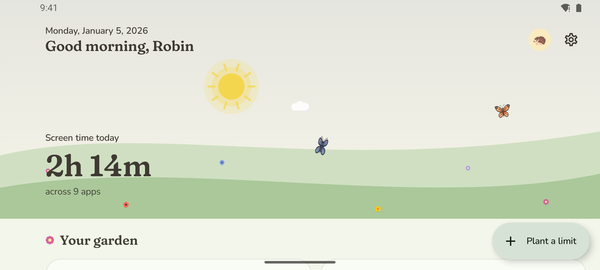 9:41
Monday, January 5, 2026
Good morning, Robin
Screen time today
2h 14m
across 9 apps
Your garden
+ Plant a limit